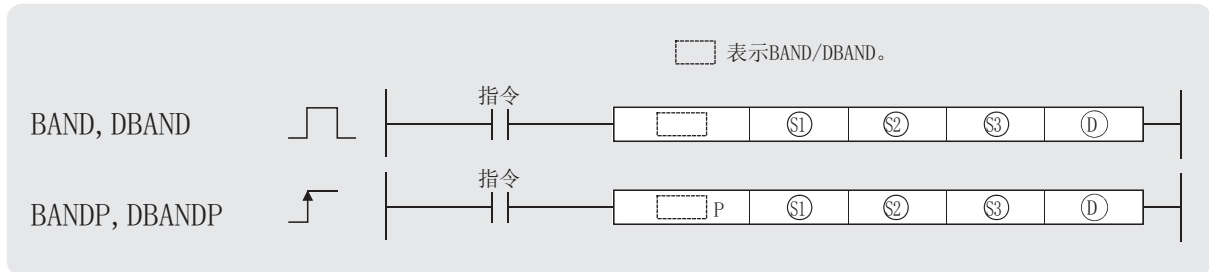 表示BAND/DBAND。
指令
BAND, DBAND S1 S2 S3 D
指令
BANDP, DBANDP P S1 S2 S3 D